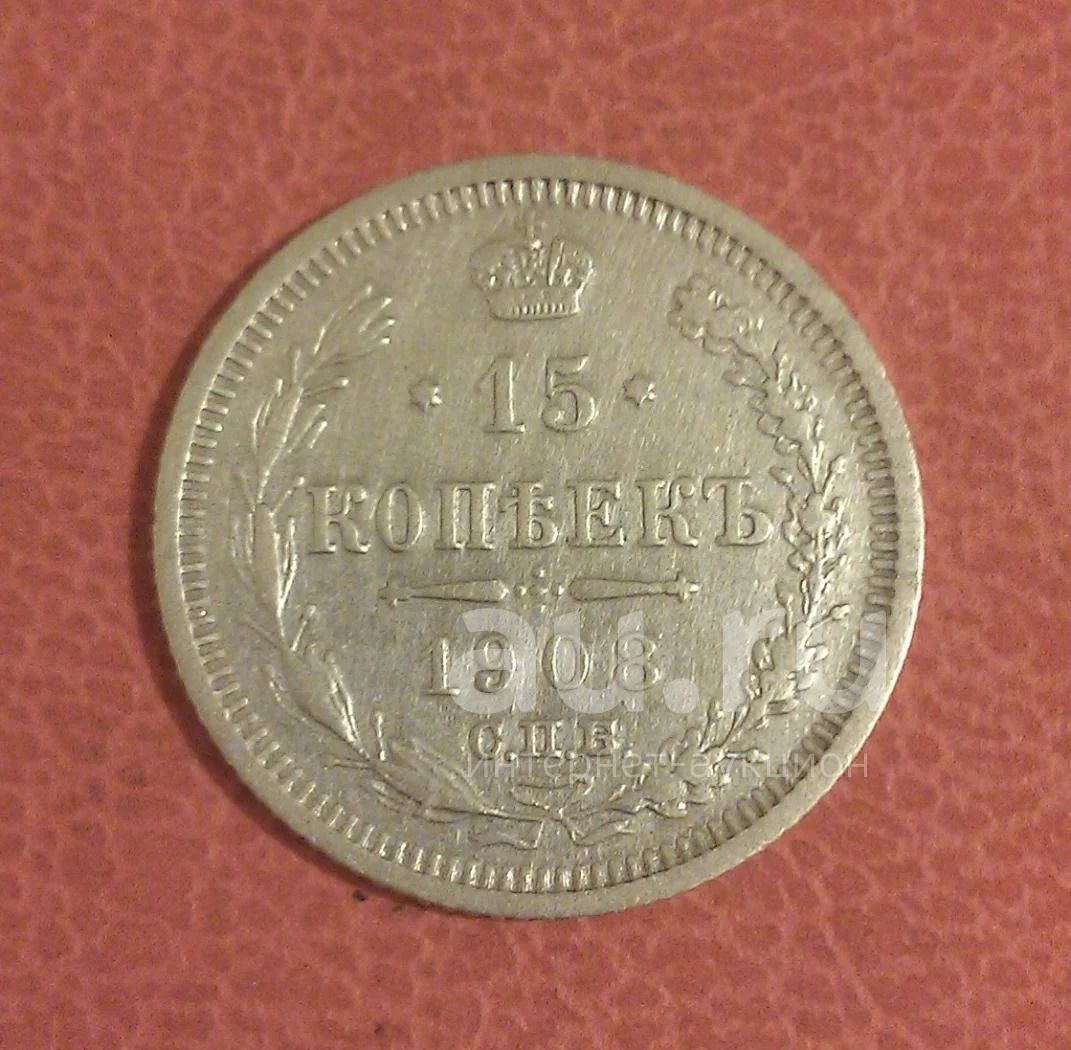 15
КОПѢЕКЪ
1908
С.П.Б.
au.ru
интернет-аукцион